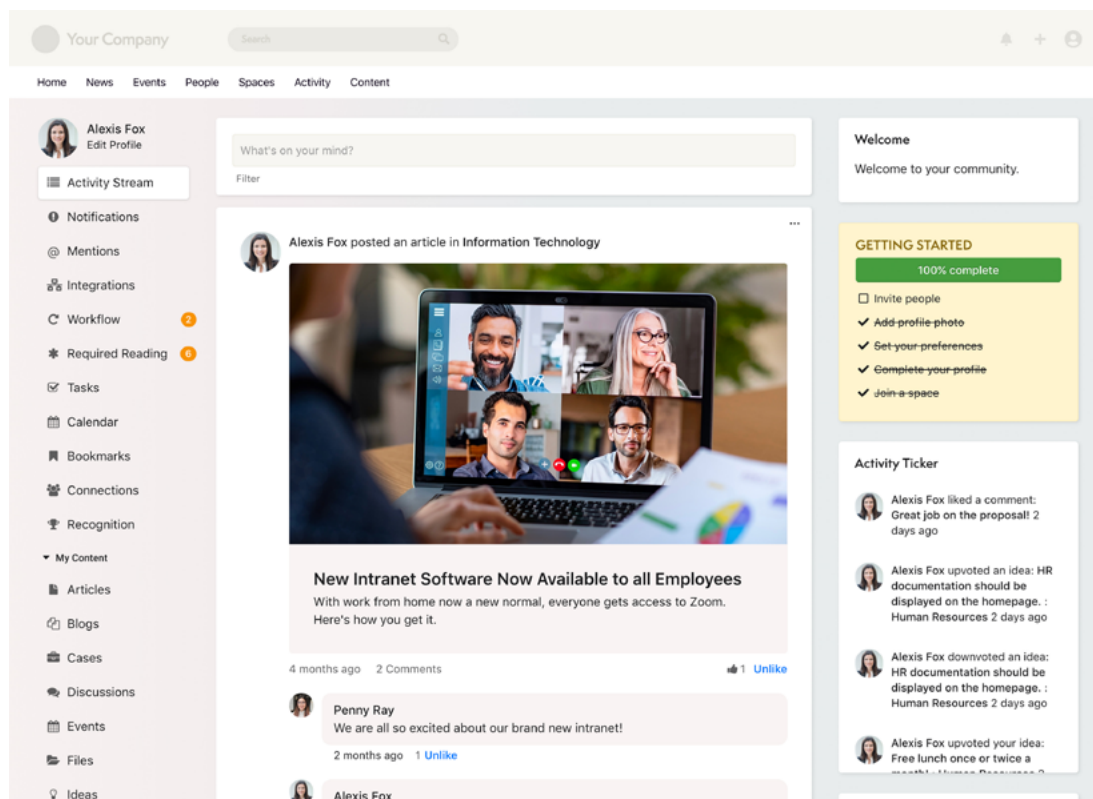 Your Company
Search
Home News Events People Spaces Activity Content
Alexis Fox
Edit Profile
Activity Stream
Notifications
Mentions
Integrations
Workflow 2
Required Reading 6
Tasks
Calendar
Bookmarks
Connections
Recognition
My Content
Articles
Blogs
Cases
Discussions
Events
Files
Ideas
What's on your mind?
Filter
Alexis Fox posted an article in Information Technology
New Intranet Software Now Available to all Employees
With work from home now a new normal, everyone gets access to Zoom.
Here's how you get it.
4 months ago 2 Comments 1 Unlike
Penny Ray
We are all so excited about our brand new intranet!
2 months ago 1 Unlike
Alexis Fox
Welcome
Welcome to your community.
GETTING STARTED
100% complete
Invite people
Add profile photo
Set your preferences
Complete your profile
Join a space
Activity Ticker
Alexis Fox liked a comment:
Great job on the proposal! 2
days ago
Alexis Fox upvoted an idea: HR
documentation should be
displayed on the homepage. :
Human Resources 2 days ago
Alexis Fox downvoted an idea:
HR documentation should be
displayed on the homepage. :
Human Resources 2 days ago
Alexis Fox upvoted your idea:
Free lunch once or twice a
month! : Human Resources 2